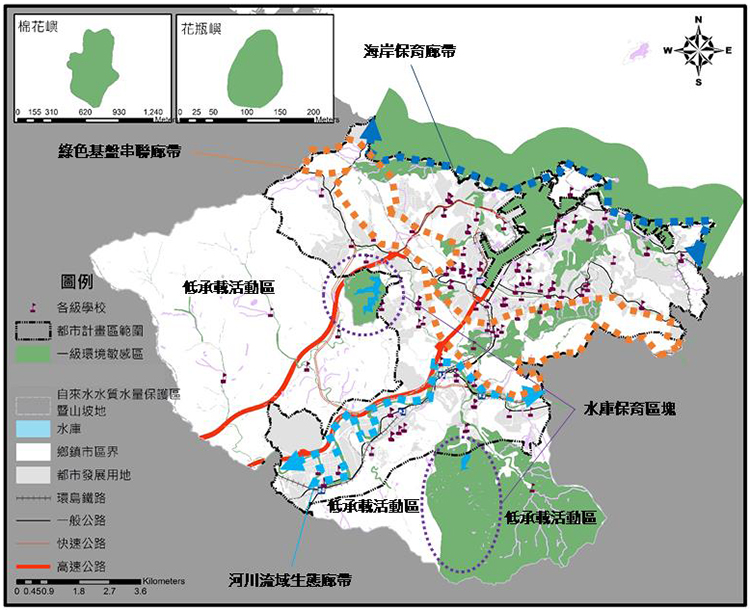 棉花嶼
0 155 310 620 930 1,240
Meters
花瓶嶼
0 25 50 100 150 200
Meters
N
W E
S
海岸保育廊帶
綠色基盤串聯廊帶
低承載活動區
圖例
各級學校
都市計畫區範圍
一級環境敏感區
自來水水質水量保護區
暨山坡地
水庫
鄉鎮市區界
都市發展用地
環島鐵路
一般公路
快速公路
高速公路
水庫保育區塊
低承載活動區
低承載活動區
河川流域生態廊帶
Kilometers
0 0.45 0.9 1.8 2.7 3.6